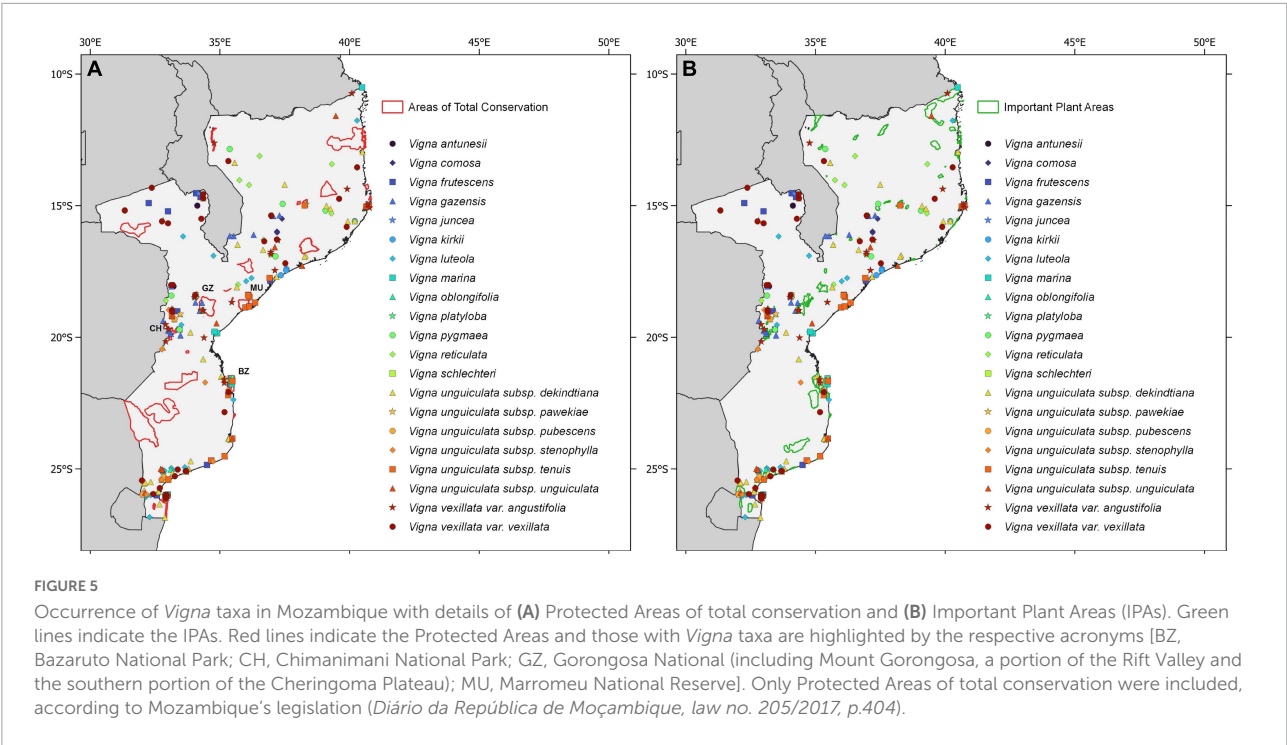 30°E 35°E 40°E 50°E
A
10°S
15°S
20°S
25°S
GZ
MU
CH
BZ
Areas of Total Conservation
Vigna antunesii
Vigna comosa
Vigna frutescens
Vigna gazensis
Vigna juncea
Vigna kirkii
Vigna luteola
Vigna marina
Vigna oblongifolia
Vigna platyloba
Vigna pygmaea
Vigna reticulata
Vigna schlechteri
Vigna unguiculata subsp. dekindtiana
Vigna unguiculata subsp. pawekiae
Vigna unguiculata subsp. pubescens
Vigna unguiculata subsp. stenophylla
Vigna unguiculata subsp. tenuis
Vigna unguiculata subsp. unguiculata
Vigna vexillata var. angustifolia
Vigna vexillata var. vexillata
30°E 35°E 40°E 50°E
30°E 35°E 40°E 50°E
B
10°S
15°S
20°S
25°S
Important Plant Areas
Vigna antunesii
Vigna comosa
Vigna frutescens
Vigna gazensis
Vigna juncea
Vigna kirkii
Vigna luteola
Vigna marina
Vigna oblongifolia
Vigna platyloba
Vigna pygmaea
Vigna reticulata
Vigna schlechteri
Vigna unguiculata subsp. dekindtiana
Vigna unguiculata subsp. pawekiae
Vigna unguiculata subsp. pubescens
Vigna unguiculata subsp. stenophylla
Vigna unguiculata subsp. tenuis
Vigna unguiculata subsp. unguiculata
Vigna vexillata var. angustifolia
Vigna vexillata var. vexillata
30°E 35°E 40°E 50°E
FIGURE 5
Occurrence of Vigna taxa in Mozambique with details of (A) Protected Areas of total conservation and (B) Important Plant Areas (IPAs). Green
lines indicate the IPAs. Red lines indicate the Protected Areas and those with Vigna taxa are highlighted by the respective acronyms [BZ,
Bazaruto National Park; CH, Chimanimani National Park; GZ, Gorongosa National (including Mount Gorongosa, a portion of the Rift Valley and
the southern portion of the Cheringoma Plateau); MU, Marromeu National Reserve]. Only Protected Areas of total conservation were included,
according to Mozambique's legislation (Diário da República de Moçambique, law no. 205/2017, p.404).